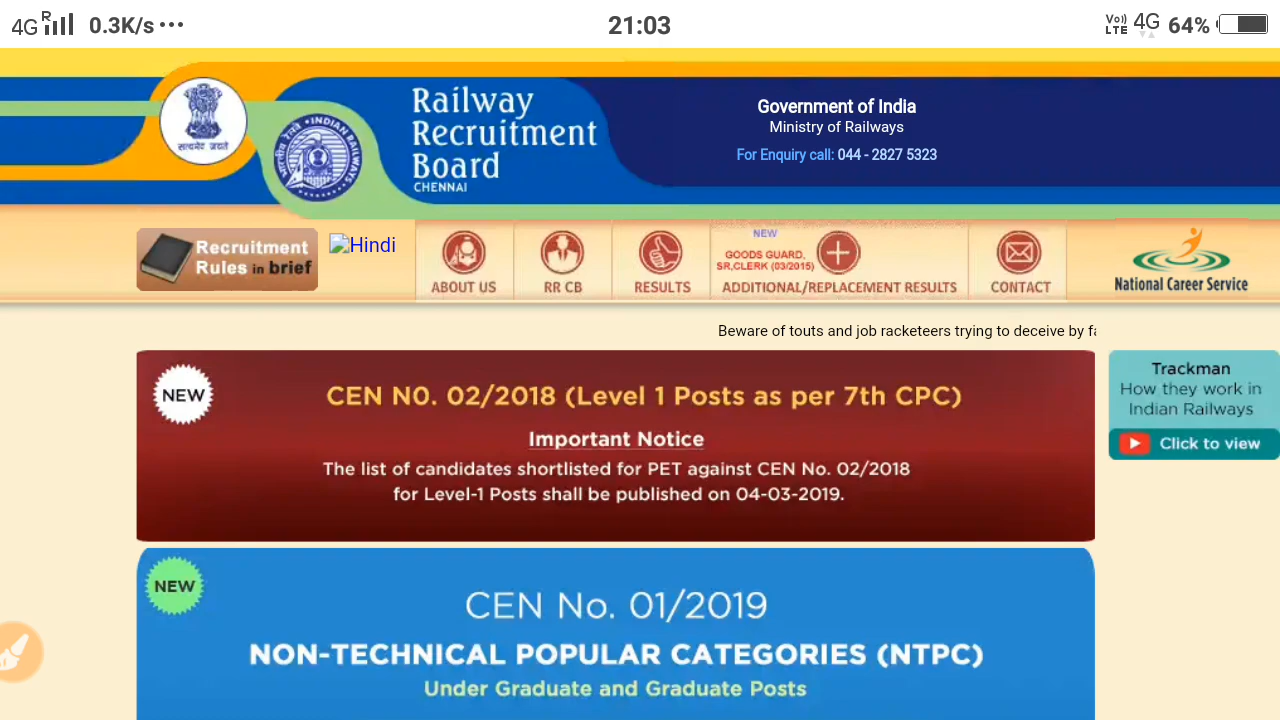 4G R 0.3K/s ••• 21:03 Vo)) LTE 4G 64%
Railway
Recruitment
Board
CHENNAI
Government of India
Ministry of Railways
For Enquiry call: 044 - 2827 5323
सत्यमेव जयते
INDIAN RAILWAYS
भारतीय रेल
Recruitment
Rules in brief
Hindi
ABOUT US
RR CB
RESULTS
NEW
GOODS GUARD,
SR,CLERK (03/2015)
ADDITIONAL/REPLACEMENT RESULTS
CONTACT
National Career Service
Beware of touts and job racketeers trying to deceive by fa
NEW
CEN NO. 02/2018 (Level 1 Posts as per 7th CPC)
Important Notice
The list of candidates shortlisted for PET against CEN No. 02/2018
for Level-1 Posts shall be published on 04-03-2019.
Trackman
How they work in
Indian Railways
Click to view
NEW
CEN No. 01/2019
NON-TECHNICAL POPULAR CATEGORIES (NTPC)
Under Graduate and Graduate Posts